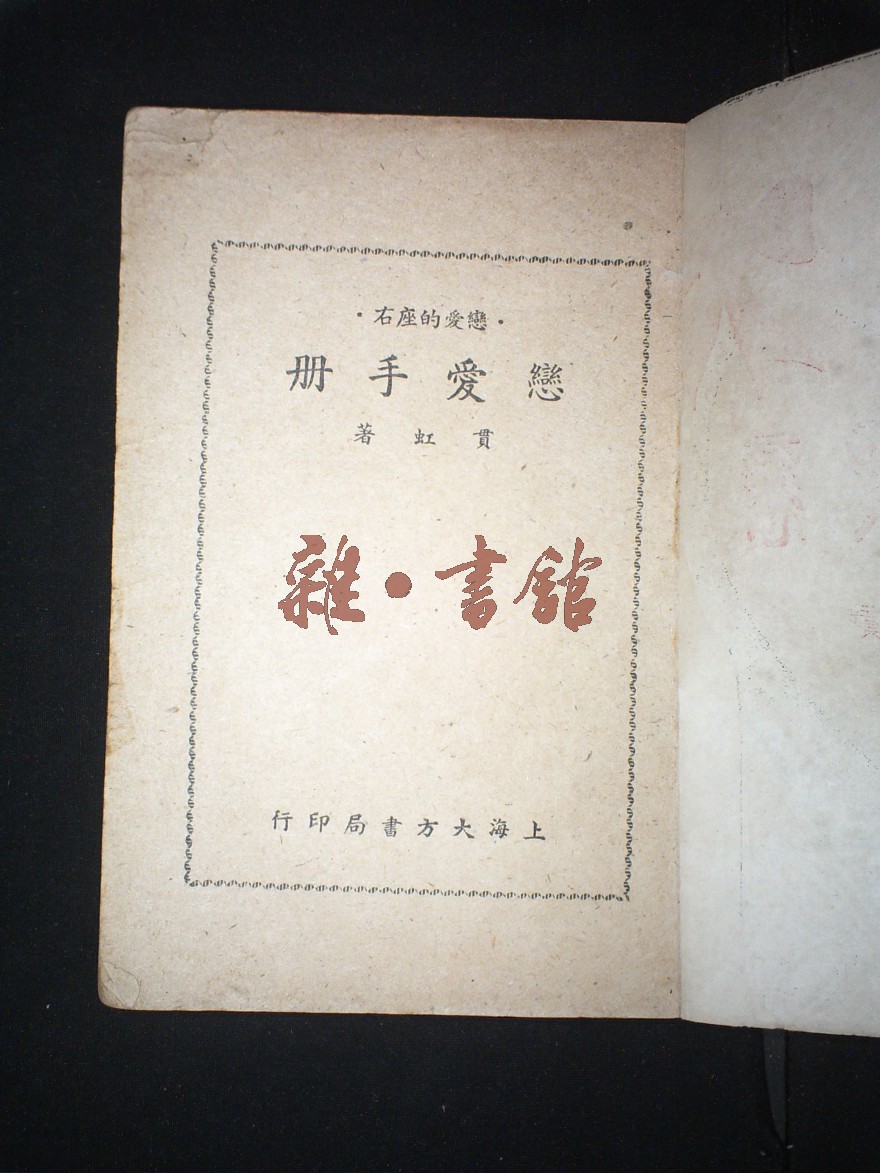 ·戀愛的座右·
戀愛手册
貫虹著
雜·書館
上海大方書局印行